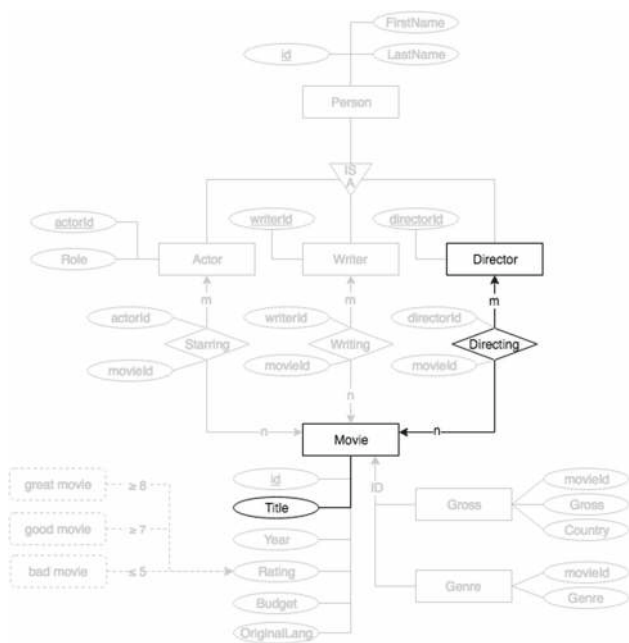 FirstName
id
LastName
Person
IS
A
actorId
writerId
directorId
Role
Actor
Writer
Director
m
m
m
actorId
writerId
directorId
Starring
Writing
Directing
movieId
movieId
movieId
n
n
n
Movie
great movie
≥ 8
id
ID
movieId
Title
Gross
Gross
good movie
≥ 7
Country
Year
bad movie
≤ 5
Rating
movieId
Genre
Budget
Genre
OriginalLang